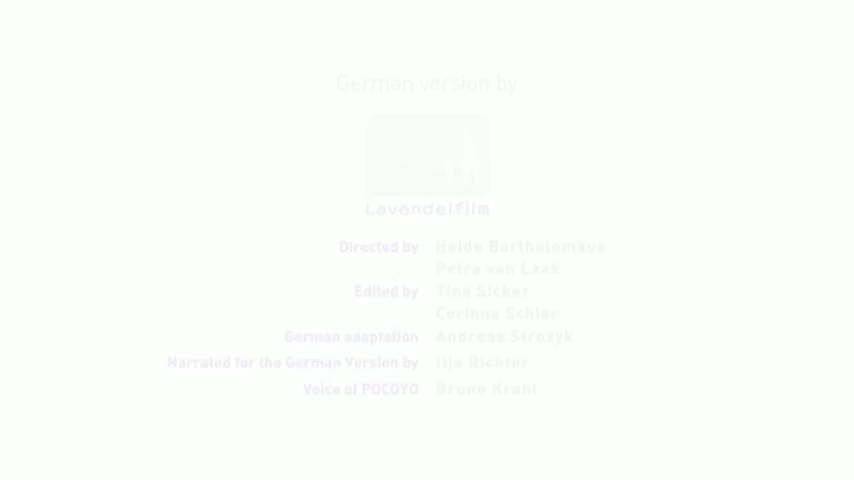 German version by
Lavendelfilm
Directed by Heide Bartholomäus
Petra van Laak
Edited by Tina Sicker
Corinna Schier
German adaptation Andreas Strozyk
Narrated for the German Version by Ilja Richter
Voice of POCOYO Bruno Krahl